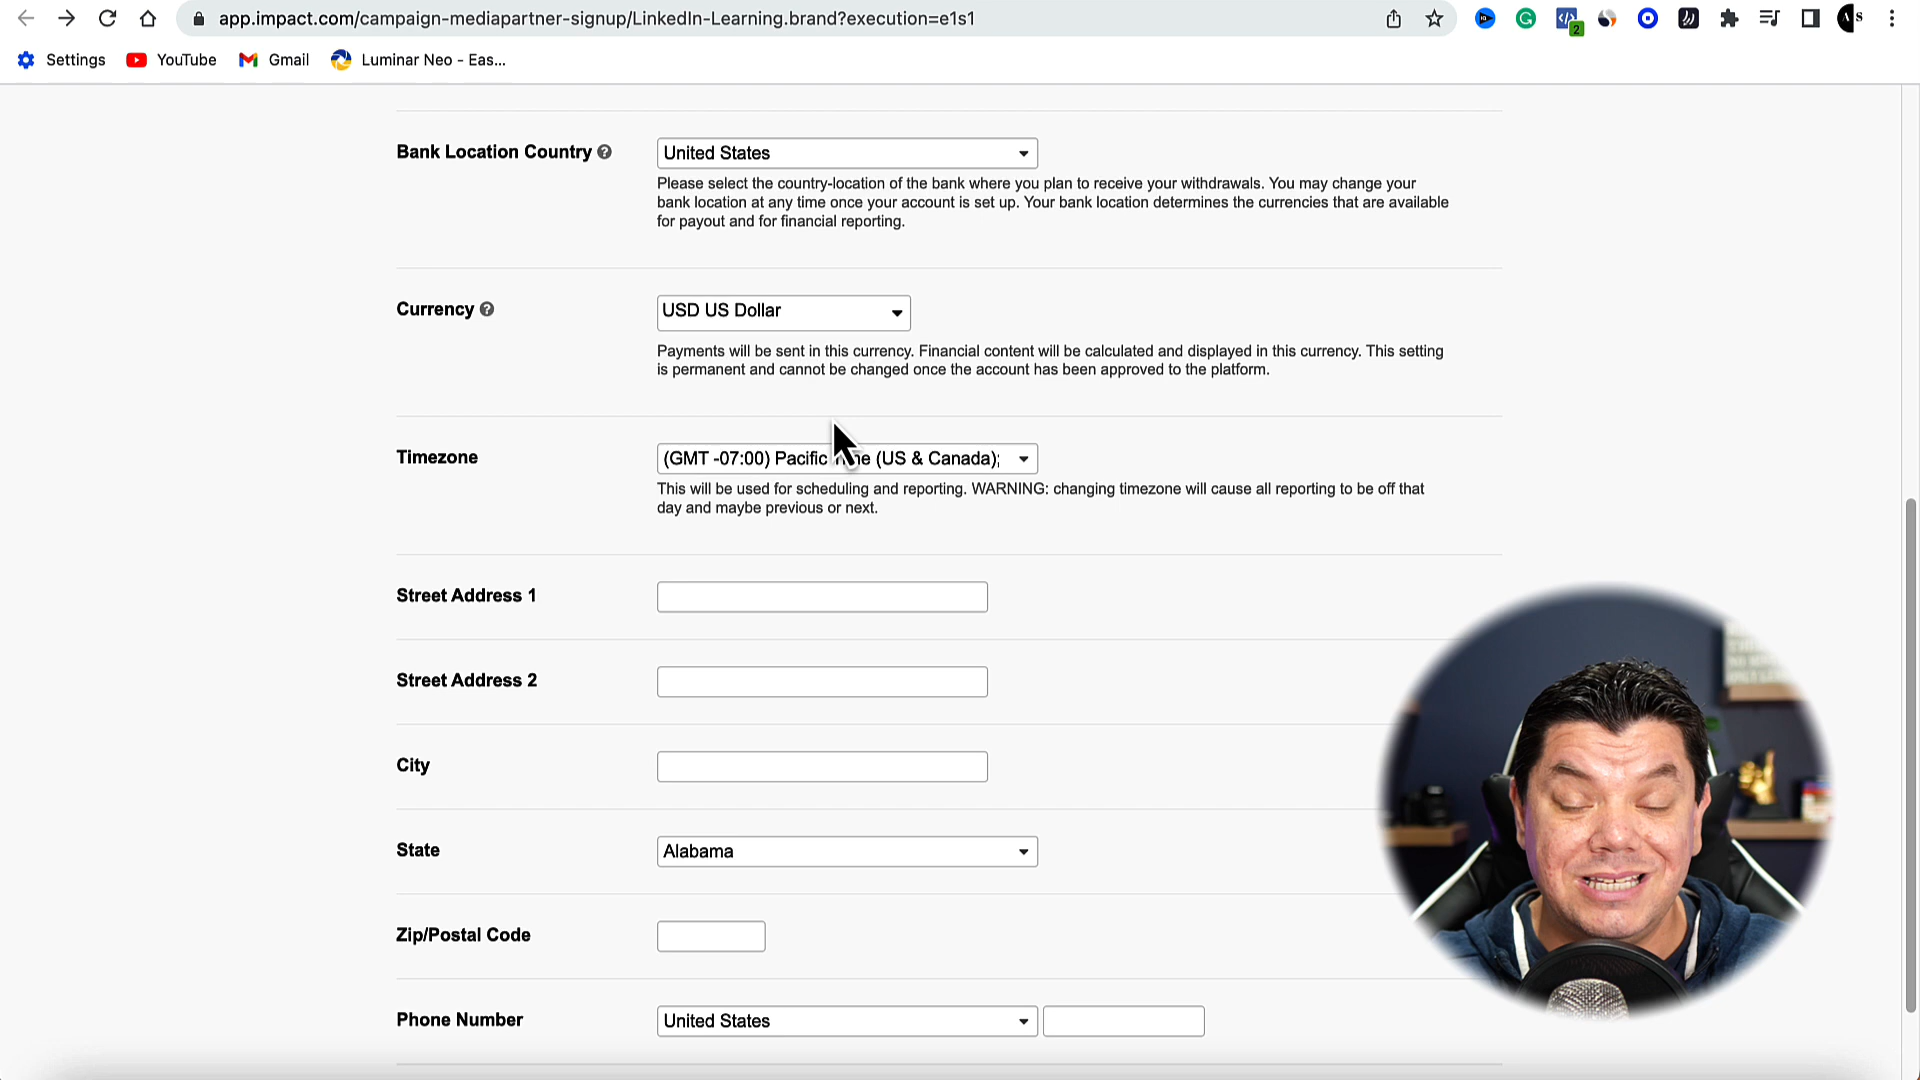 app.impact.com/campaign-mediapartner-signup/LinkedIn-Learning.brand?execution=e1s1
2
Settings
YouTube
Gmail
Luminar Neo - Eas...
Bank Location Country ?
United States
Please select the country-location of the bank where you plan to receive your withdrawals. You may change your
bank location at any time once your account is set up. Your bank location determines the currencies that are available
for payout and for financial reporting.
Currency ?
USD US Dollar
Payments will be sent in this currency. Financial content will be calculated and displayed in this currency. This setting
is permanent and cannot be changed once the account has been approved to the platform.
Timezone
(GMT -07:00) Pacific Time (US & Canada);
This will be used for scheduling and reporting. WARNING: changing timezone will cause all reporting to be off that
day and maybe previous or next.
Street Address 1
Street Address 2
City
State
Alabama
Zip/Postal Code
Phone Number
United States